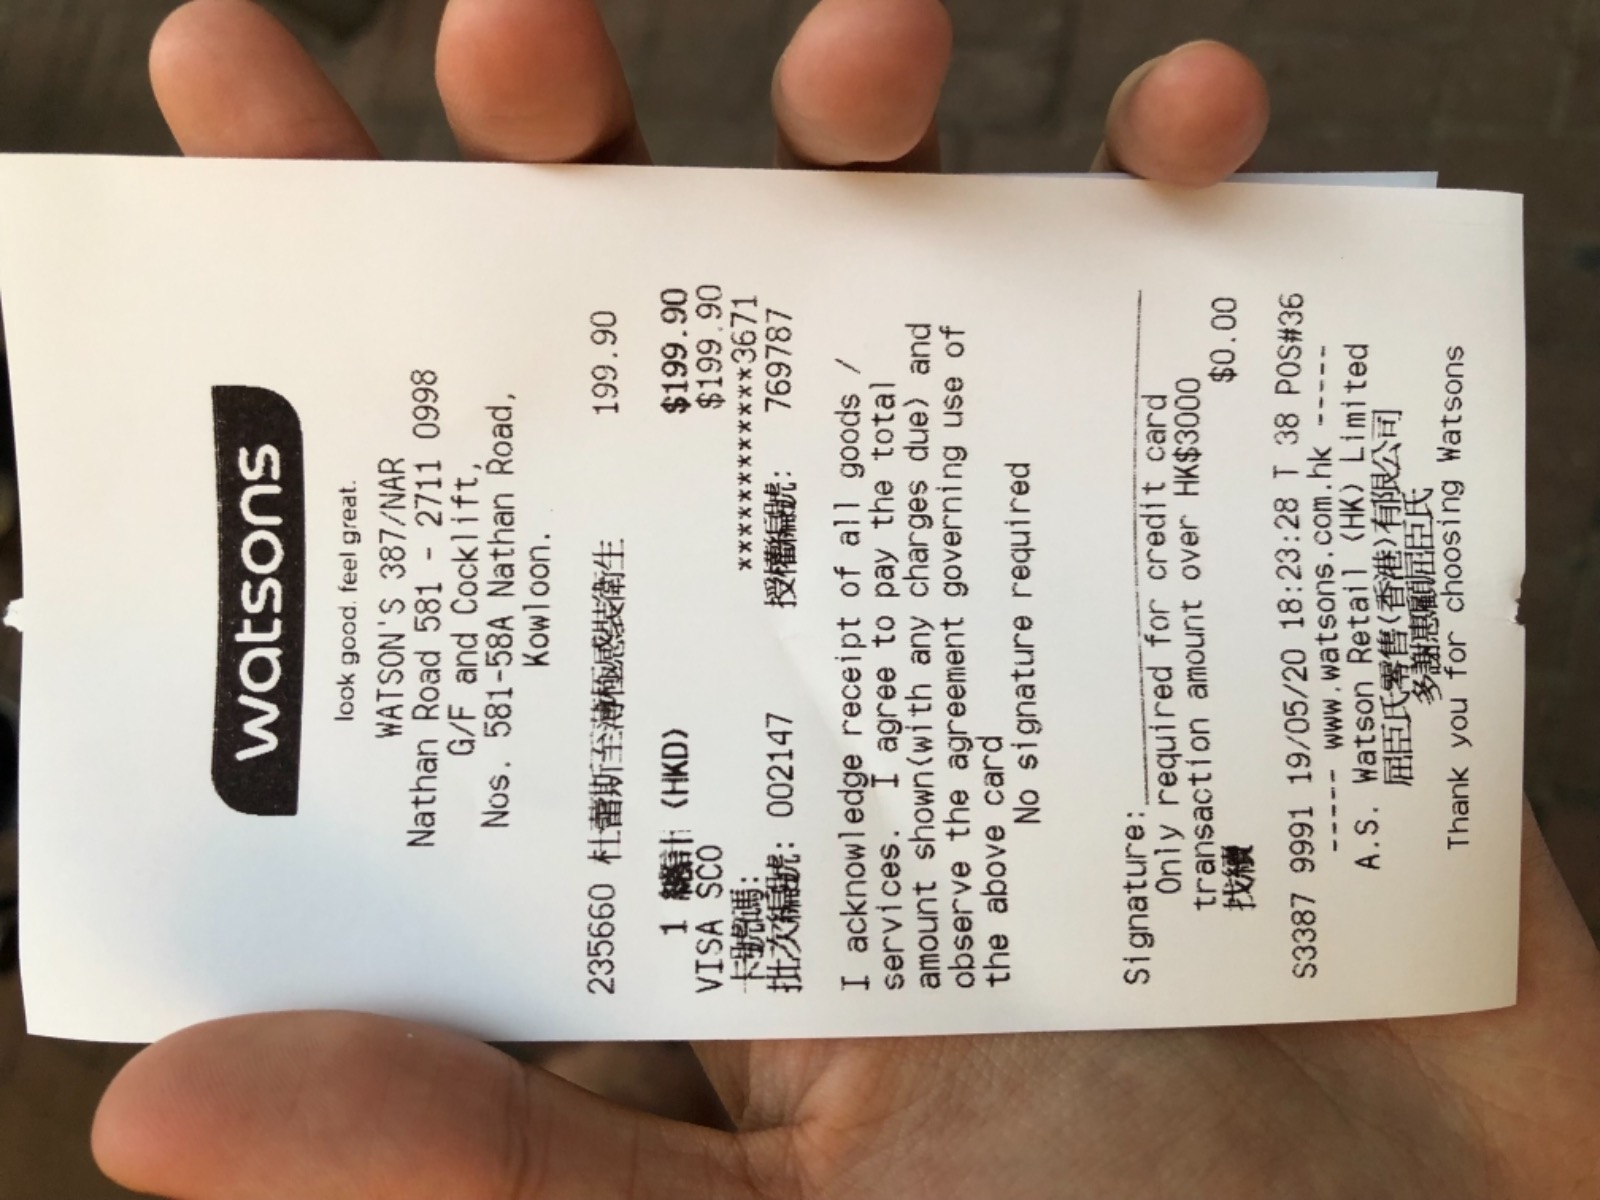 watsons
look good. feel great.
WATSON'S 387/NAR
Nathan Road 581 - 2711 0998
G/F and Cocklift,
Nos. 581-58A Nathan Road,
Kowloon.
235660 杜蕾斯至薄極感裝衛生 199.90
1 總計 (HKD) $199.90
VISA SCO $199.90
卡號碼: ************3671
批次編號: 002147 授權編號: 769787
I acknowledge receipt of all goods /
services. I agree to pay the total
amount shown(with any charges due) and
observe the agreement governing use of
the above card
No signature required
Signature:
Only required for credit card
transaction amount over HK$3000
找續 $0.00
S3387 9991 19/05/20 18:23:28 T 38 POS#36
----- www.watsons.com.hk -----
A.S. Watson Retail (HK) Limited
屈臣氏零售(香港)有限公司
多謝惠顧屈臣氏
Thank you for choosing Watsons